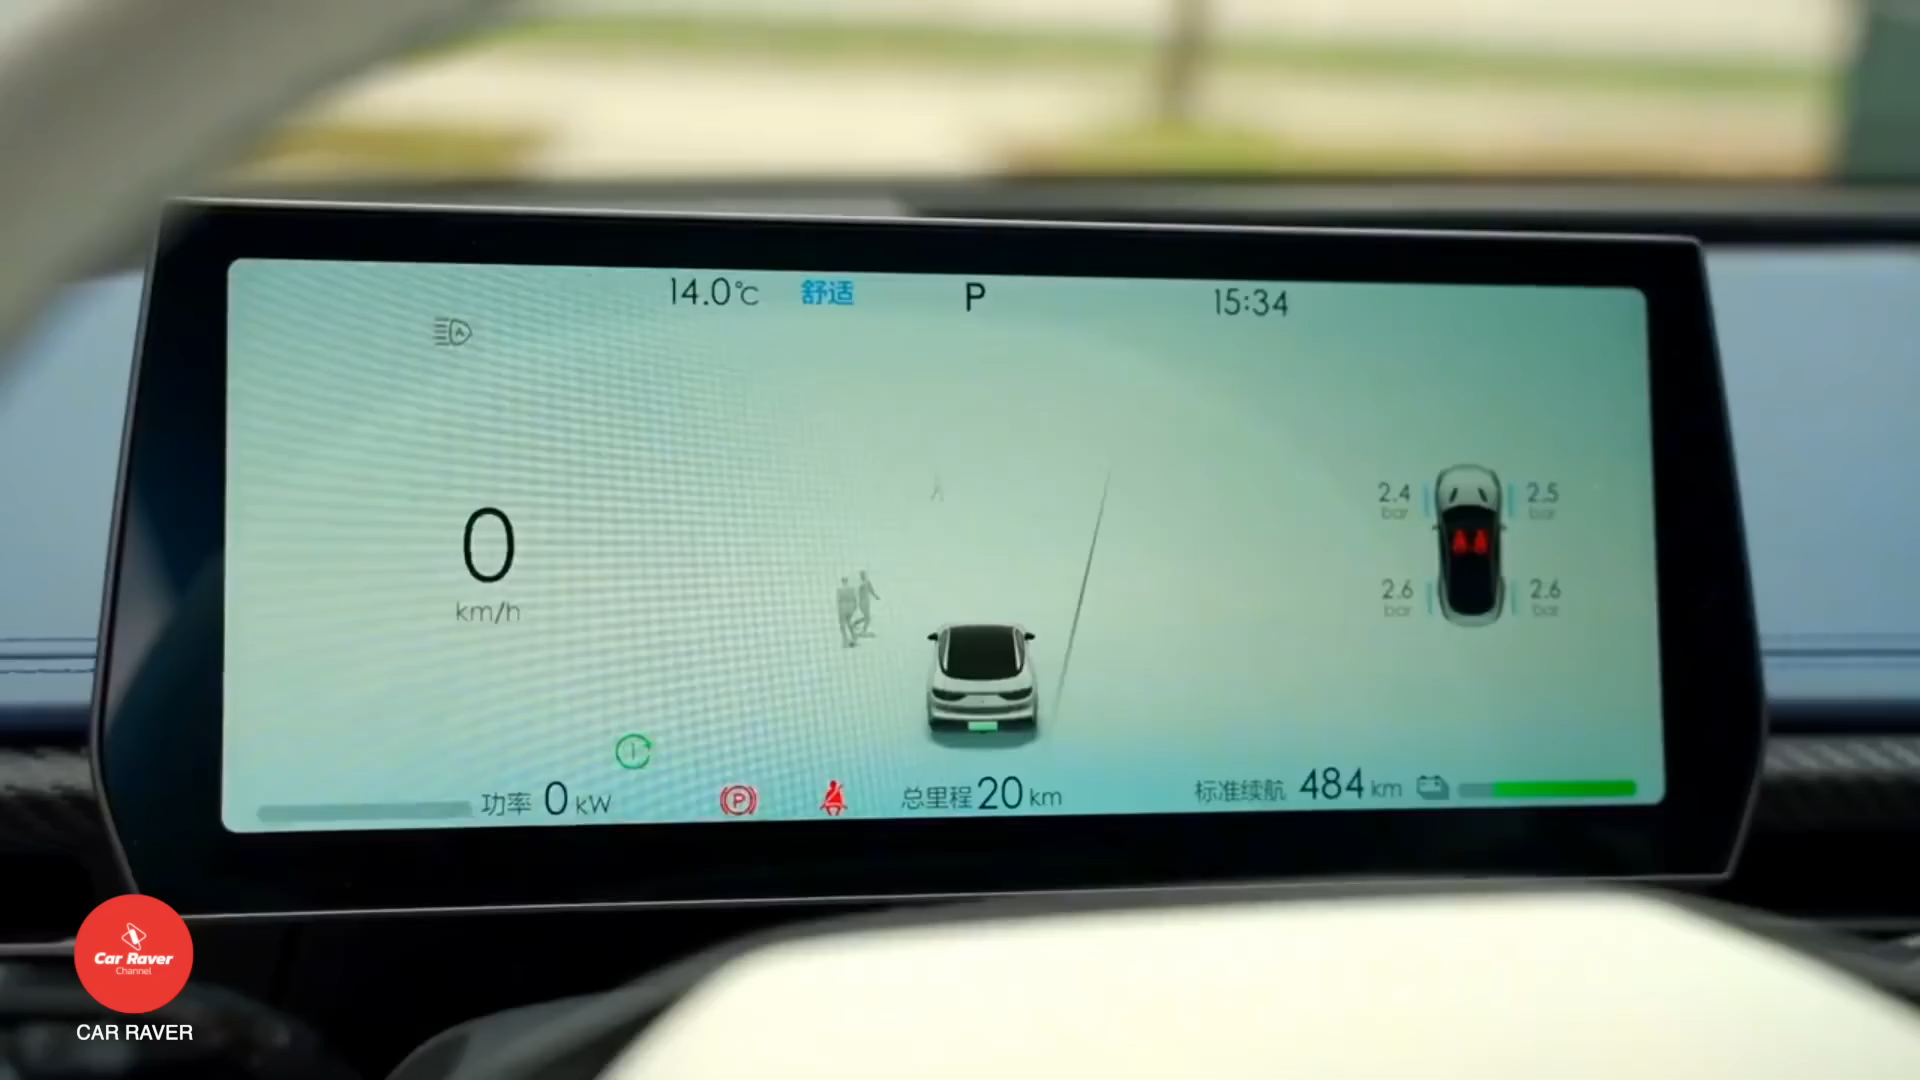 14.0℃ 舒适 P 15:34
2.4 bar 2.5 bar
0
km/h
2.6 bar 2.6 bar
功率 0 kW P 总里程 20 km 标准续航 484 km
Car Raver
Channel
CAR RAVER